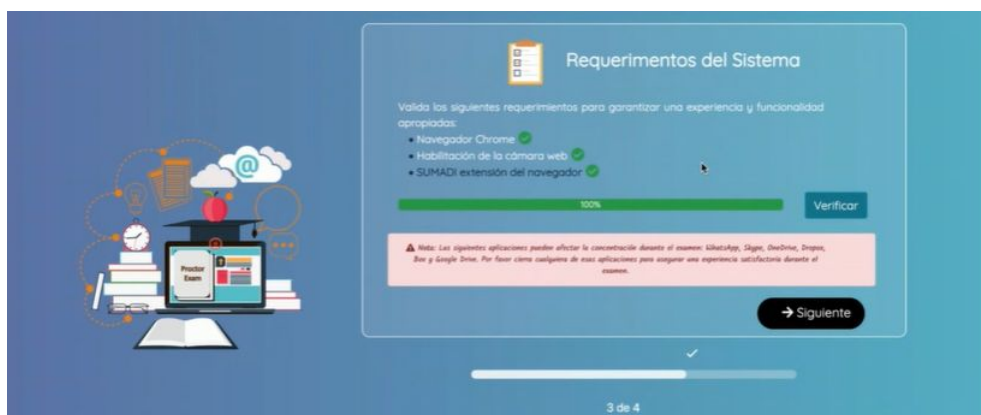 Requerimentos del Sistema
Valida los siguientes requerimientos para garantizar una experiencia y funcionalidad
apropiadas:
• Navegador Chrome
• Habilitación de la cámara web
• SUMADI extensión del navegador
100%
Verificar
Nota: Las siguientes aplicaciones pueden afectar la concentración durante el examen: WhatsApp, Skype, OneDrive, Dropox,
Box y Google Drive. Por favor cierra cualquiera de esas aplicaciones para asegurar una experiencia satisfactoria durante el
examen.
→ Siguiente
3 de 4
Proctor
Exam
@